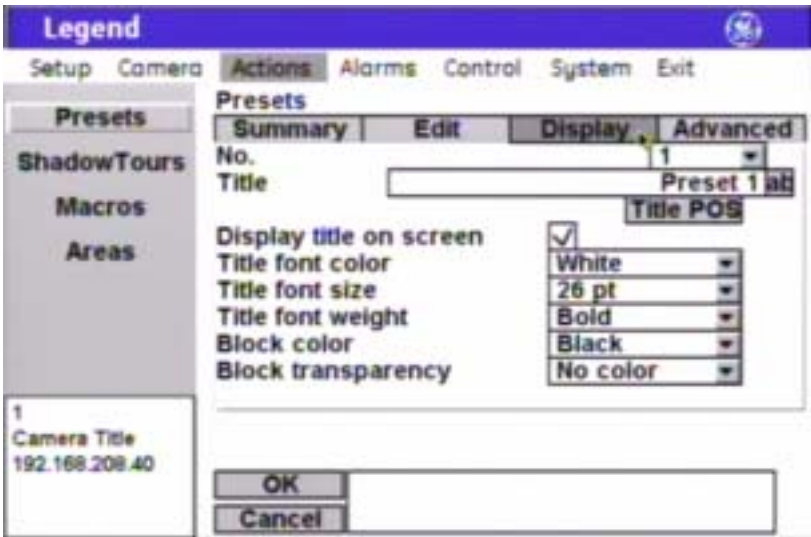 Legend
Setup Camera Actions Alarms Control System Exit
Presets
ShadowTours
Macros
Areas
Presets
Summary Edit Display Advanced
No. 1
Title Preset 1 ab
Title POS
Display title on screen
Title font color White
Title font size 26 pt
Title font weight Bold
Block color Black
Block transparency No color
1
Camera Title
192.168.208.40
OK
Cancel